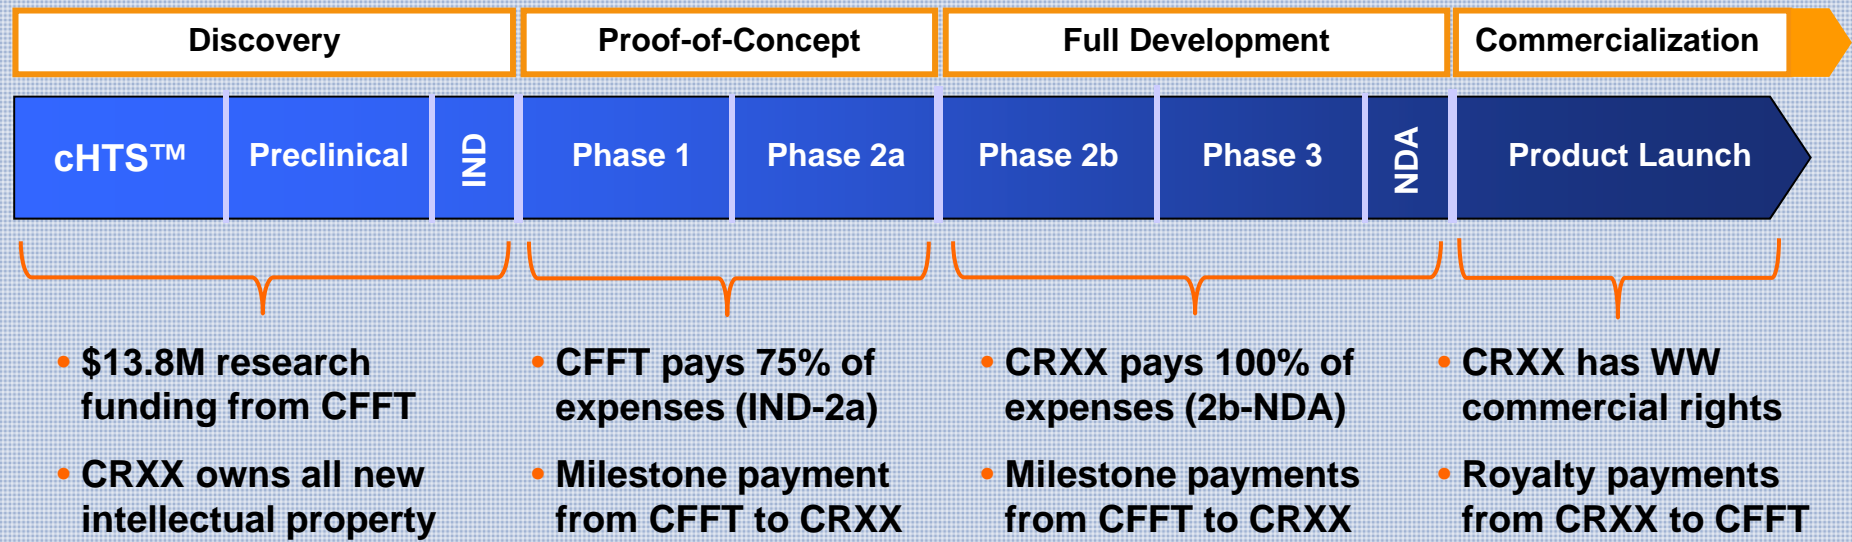 Discovery
Proof-of-Concept
Full Development
Commercialization
cHTS™
Preclinical
IND
Phase 1
Phase 2a
Phase 2b
Phase 3
NDA
Product Launch
• $13.8M research
funding from CFFT
• CRXX owns all new
intellectual property
• CFFT pays 75% of
expenses (IND-2a)
• Milestone payment
from CFFT to CRXX
• CRXX pays 100% of
expenses (2b-NDA)
• Milestone payments
from CFFT to CRXX
• CRXX has WW
commercial rights
• Royalty payments
from CRXX to CFFT